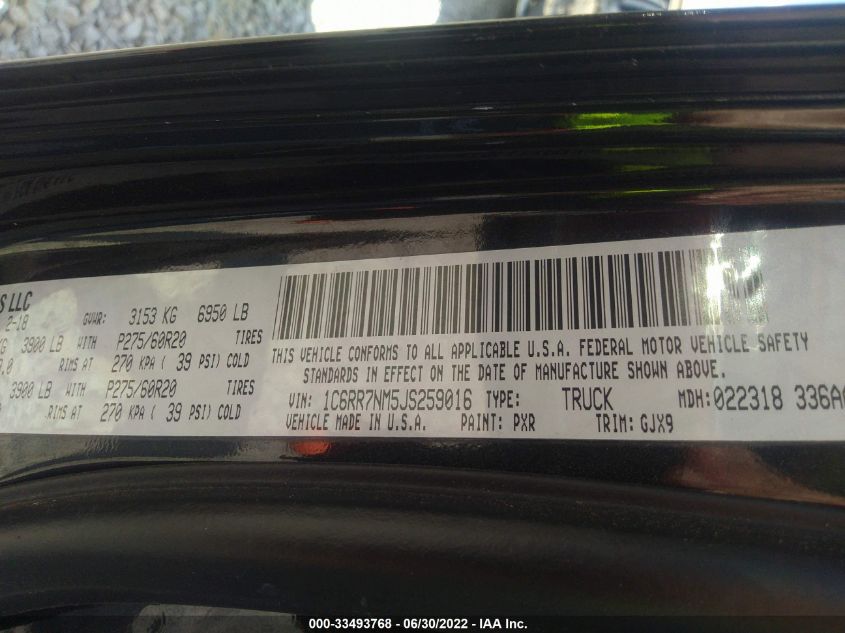 S LLC
2-18 GVWR: 3153 KG 6950 LB
KG 3900 LB WITH P275/60R20 TIRES
RIMS AT 270 KPA ( 39 PSI) COLD
3900 LB WITH P275/60R20 TIRES
RIMS AT 270 KPA ( 39 PSI) COLD
THIS VEHICLE CONFORMS TO ALL APPLICABLE U.S.A. FEDERAL MOTOR VEHICLE SAFETY
STANDARDS IN EFFECT ON THE DATE OF MANUFACTURE SHOWN ABOVE.
VIN: 1C6RR7NM5JS259016 TYPE: TRUCK MDH: 022318 336A
VEHICLE MADE IN U.S.A. PAINT: PXR TRIM: GJX9
000-33493768 - 06/30/2022 - IAA Inc.